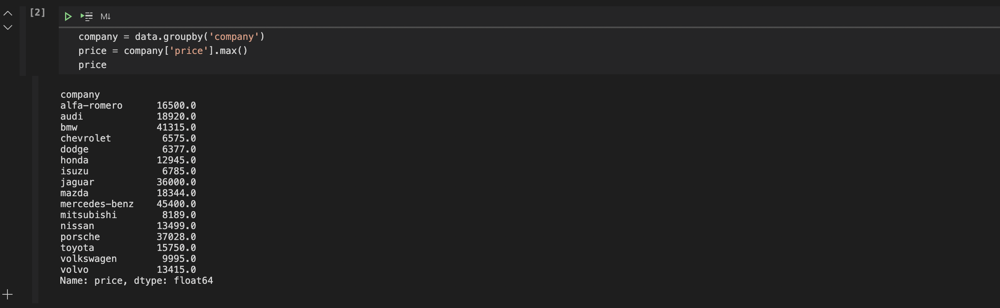 [2]
M↓
company = data.groupby('company')
price = company['price'].max()
price
company
alfa-romero      16500.0
audi             18920.0
bmw              41315.0
chevrolet         6575.0
dodge             6377.0
honda            12945.0
isuzu             6785.0
jaguar           36000.0
mazda            18344.0
mercedes-benz    45400.0
mitsubishi        8189.0
nissan           13499.0
porsche          37028.0
toyota           15750.0
volkswagen        9995.0
volvo            13415.0
Name: price, dtype: float64